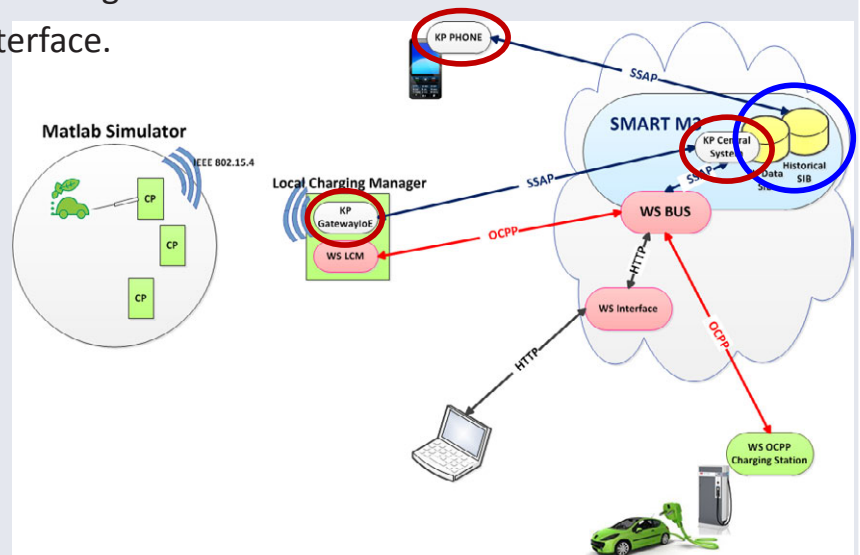 terface.
KP PHONE
SSAP
Matlab Simulator
IEEE 802.15.4
SMART M3
KP Central
System
Data
Historical
SIB
SSAP
SSAP
Local Charging Manager
CP
KP
GatewayIoE
WS BUS
OCPP
WS LCM
CP
HTTP
CP
WS Interface
OCPP
HTTP
WS OCPP
Charging Station